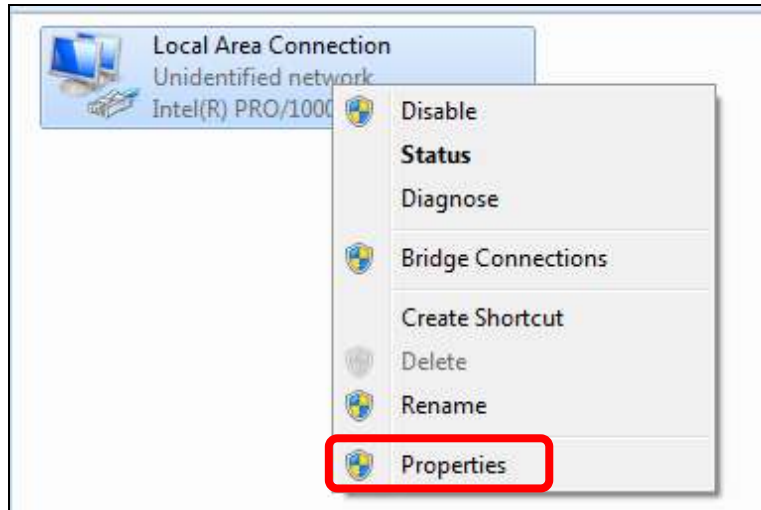 Local Area Connection
Unidentified network
Intel(R) PRO/1000
Disable
Status
Diagnose
Bridge Connections
Create Shortcut
Delete
Rename
Properties